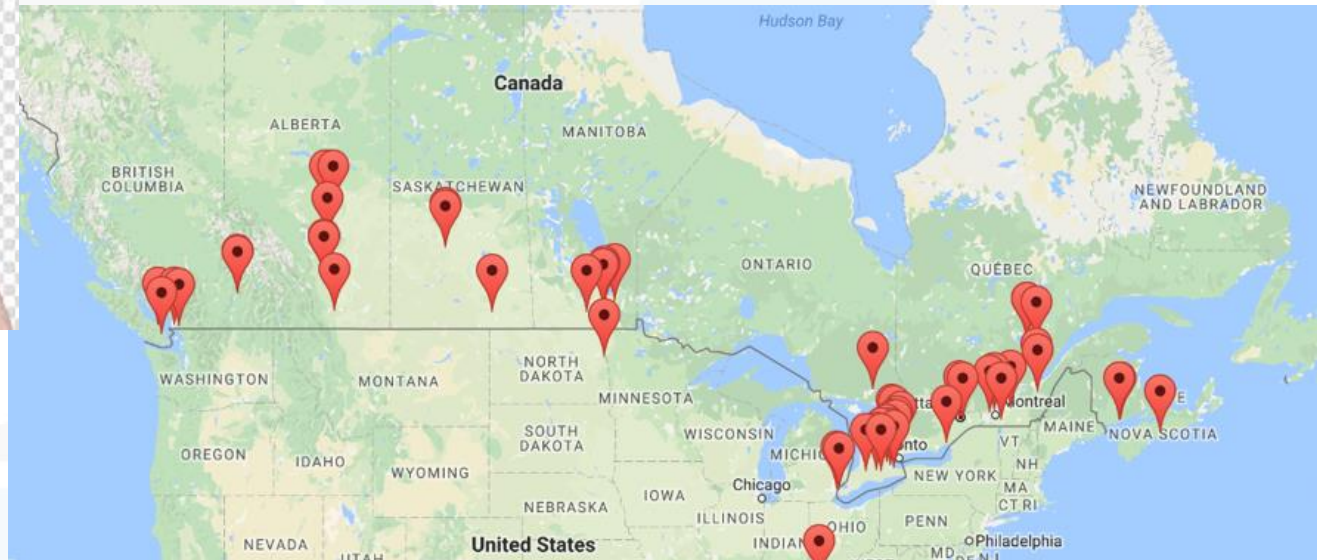 Hudson Bay
Canada
ALBERTA
MANITOBA
BRITISH
COLUMBIA
SASKATCHEWAN
NEWFOUNDLAND
AND LABRADOR
ONTARIO
QUÉBEC
WASHINGTON
MONTANA
NORTH
DAKOTA
MINNESOTA
Montreal
MAINE
NOVA SCOTIA
OREGON
IDAHO
SOUTH
DAKOTA
WISCONSIN
VT
NH
WYOMING
NEW YORK
MA
CT RI
Chicago
IOWA
NEBRASKA
ILLINOIS
OHIO
PENN
NEVADA
United States
Philadelphia
MD